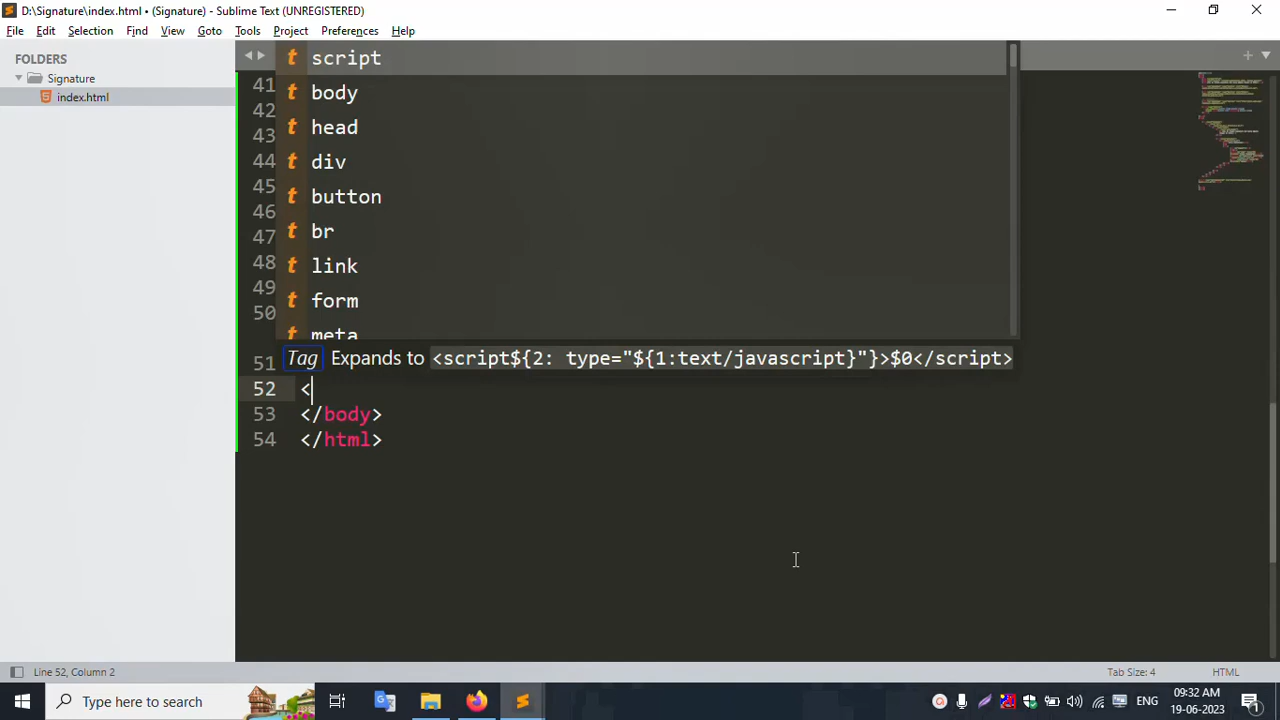 D:\Signature\index.html • (Signature) - Sublime Text (UNREGISTERED)
File Edit Selection Find View Goto Tools Project Preferences Help
FOLDERS
Signature
index.html
script
41
body
42
43 head
44 div
45
46 button
47 br
48 link
49
50 form
meta
Tag Expands to <script${2: type="${1:text/javascript}"}>$0</script>
51
52 <
53 </body>
54 </html>
Line 52, Column 2 Tab Size: 4 HTML
Type here to search ENG 09:32 AM
19-06-2023 1